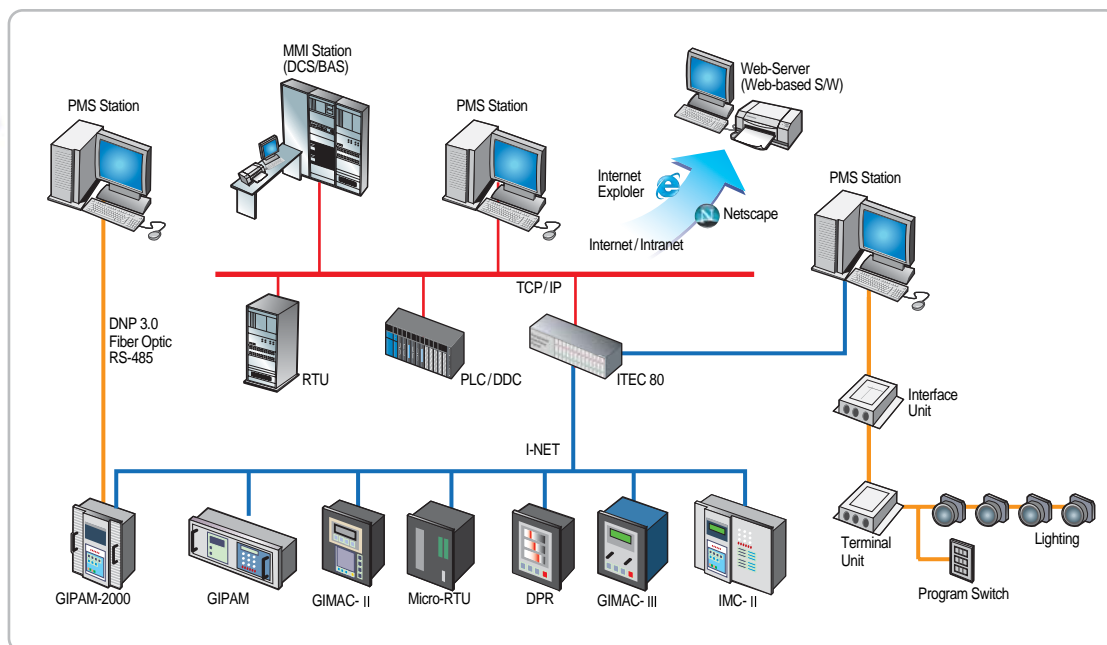 MMI Station
(DCS/BAS)
Web-Server
(Web-based S/W)
PMS Station
PMS Station
Internet
Exploler
PMS Station
Netscape
Internet / Intranet
TCP / IP
DNP 3.0
Fiber Optic
RS-485
RTU
PLC / DDC
ITEC 80
Interface
Unit
I-NET
Terminal
Unit
Lighting
Program Switch
GIPAM-2000
GIPAM
GIMAC-Ⅱ
Micro-RTU
DPR
GIMAC-Ⅲ
IMC-Ⅱ